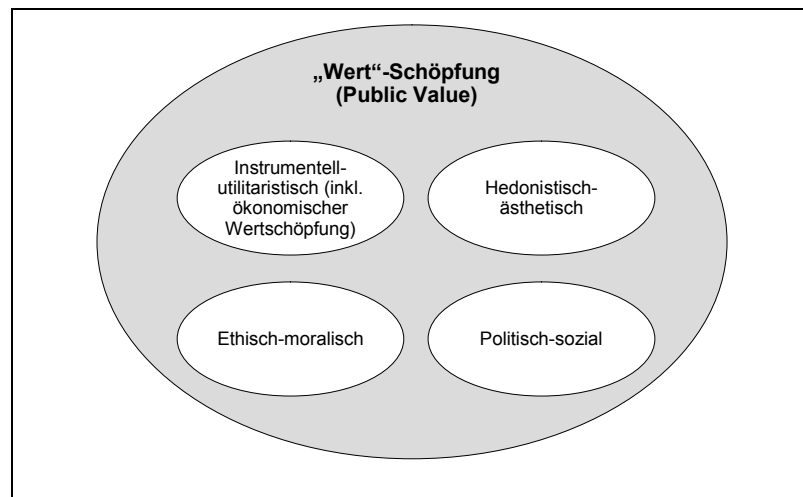 „Wert“-Schöpfung
(Public Value)
Instrumentell-
utilitaristisch (inkl.
ökonomischer
Wertschöpfung)
Hedonistisch-
ästhetisch
Ethisch-moralisch
Politisch-sozial